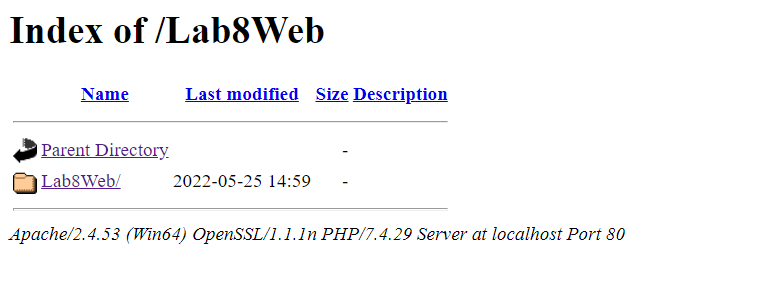 Index of /Lab8Web
Name Last modified Size Description
Parent Directory -
Lab8Web/ 2022-05-25 14:59 -
Apache/2.4.53 (Win64) OpenSSL/1.1.1n PHP/7.4.29 Server at localhost Port 80